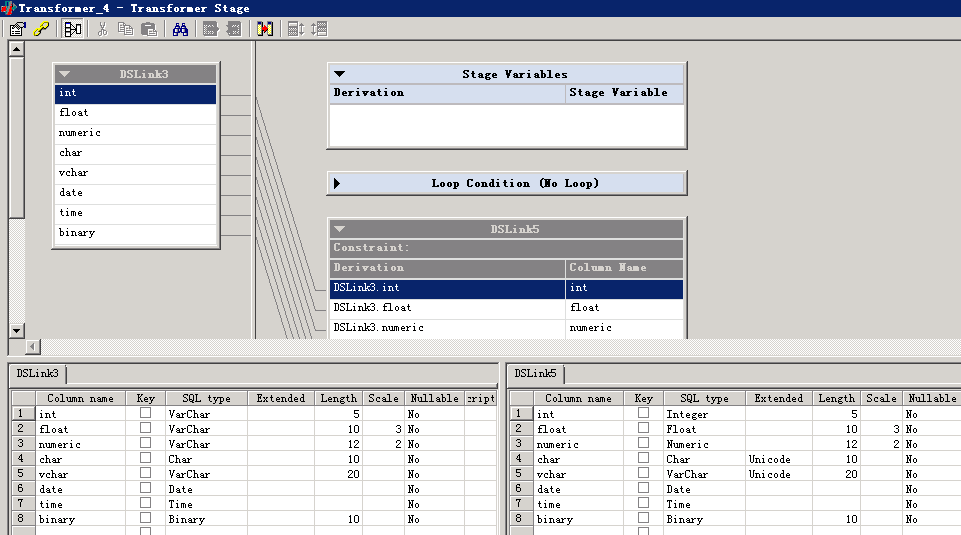 Transformer_4 - Transformer Stage
DSLink3
int
float
numeric
char
vchar
date
time
binary
Stage Variables
Derivation Stage Variable
Loop Condition (No Loop)
DSLink5
Constraint:
Derivation Column Name
DSLink3.int int
DSLink3.float float
DSLink3.numeric numeric
DSLink3
Column name Key SQL type Extended Length Scale Nullable cript
1 int VarChar 5 No
2 float VarChar 10 3 No
3 numeric VarChar 12 2 No
4 char Char 10 No
5 vchar VarChar 20 No
6 date Date No
7 time Time No
8 binary Binary 10 No
DSLink5
Column name Key SQL type Extended Length Scale Nullable
1 int Integer 5 No
2 float Float 10 3 No
3 numeric Numeric 12 2 No
4 char Char Unicode 10 No
5 vchar VarChar Unicode 20 No
6 date Date No
7 time Time No
8 binary Binary 10 No